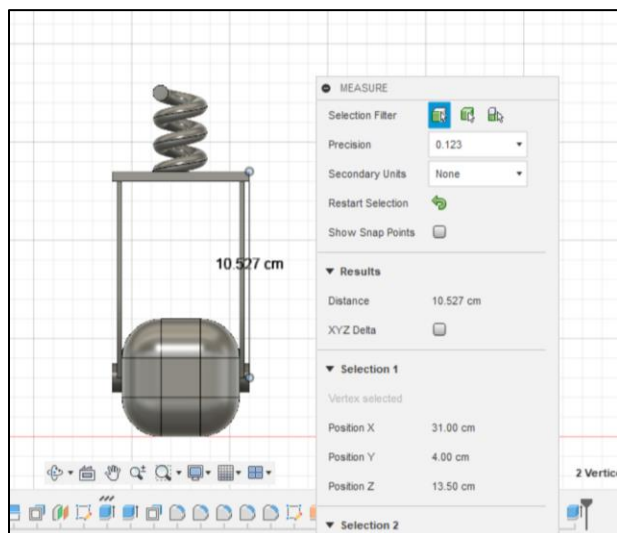 MEASURE
Selection Filter
Precision 0.123
Secondary Units None
Restart Selection
Show Snap Points
10.527 cm
Results
Distance 10.527 cm
XYZ Delta
Selection 1
Vertex selected
Position X 31.00 cm
Position Y 4.00 cm
Position Z 13.50 cm
2 Vertice
Selection 2